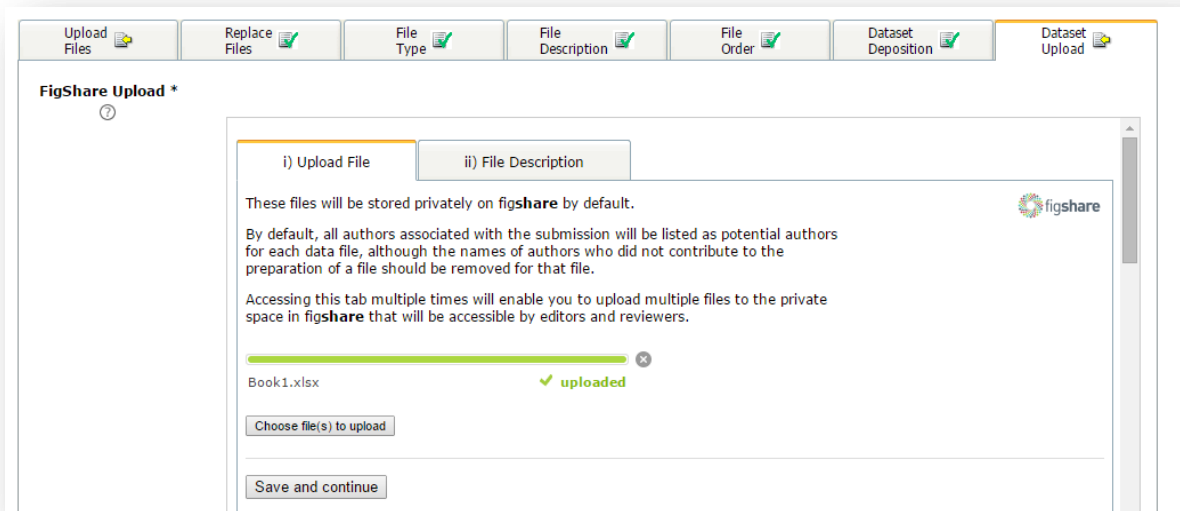 Upload Files
Replace Files
File Type
File Description
File Order
Dataset Deposition
Dataset Upload
FigShare Upload *
?
i) Upload File
ii) File Description
These files will be stored privately on figshare by default.
figshare
By default, all authors associated with the submission will be listed as potential authors
for each data file, although the names of authors who did not contribute to the
preparation of a file should be removed for that file.
Accessing this tab multiple times will enable you to upload multiple files to the private
space in figshare that will be accessible by editors and reviewers.
Book1.xlsx
uploaded
Choose file(s) to upload
Save and continue